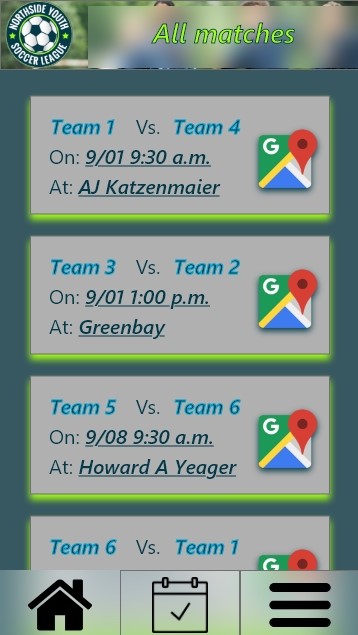 NORTHSIDE YOUTH
SOCCER LEAGUE
All matches
Team 1 Vs. Team 4
On: 9/01 9:30 a.m.
At: AJ Katzenmaier
G
Team 3 Vs. Team 2
On: 9/01 1:00 p.m.
At: Greenbay
G
Team 5 Vs. Team 6
On: 9/08 9:30 a.m.
At: Howard A Yeager
G
Team 6 Vs. Team 1
G